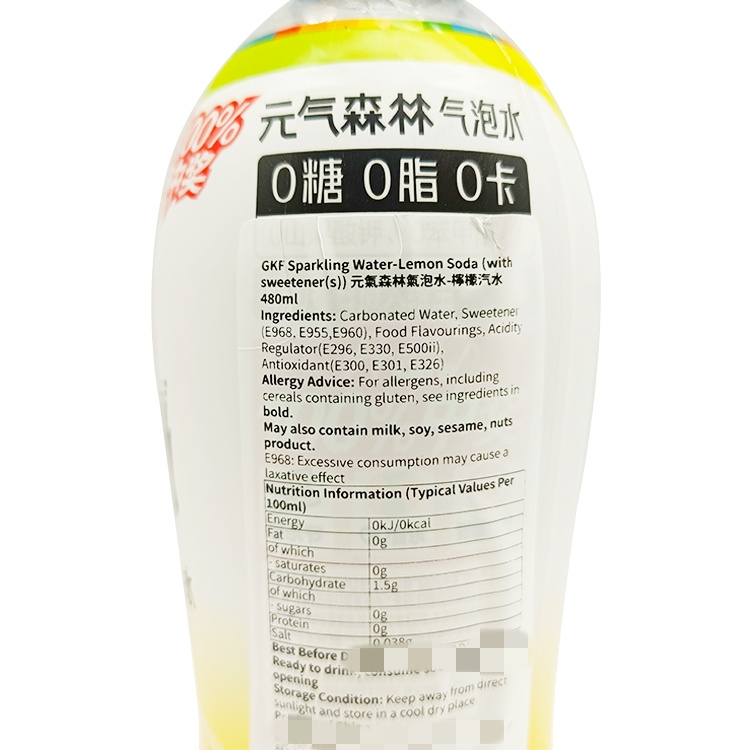 00%
抽奖
元气森林 气泡水
0糖 0脂 0卡
GKF Sparkling Water-Lemon Soda (with
sweetener(s)) 元氣森林氣泡水-檸檬汽水
480ml
Ingredients: Carbonated Water, Sweetener
(E968, E955,E960), Food Flavourings, Acidity
Regulator(E296, E330, E500ii),
Antioxidant(E300, E301, E326)
Allergy Advice: For allergens, including
cereals containing gluten, see ingredients in
bold.
May also contain milk, soy, sesame, nuts
product.
E968: Excessive consumption may cause a
laxative effect
Nutrition Information (Typical Values Per
100ml)
Energy 0kJ/0kcal
Fat 0g
of which
- saturates 0g
Carbohydrate 1.5g
of which
- sugars 0g
Protein 0g
Salt 0.038g
Best Before D
Ready to drink, consume
opening
Storage Condition: Keep away from direct
sunlight and store in a cool dry place